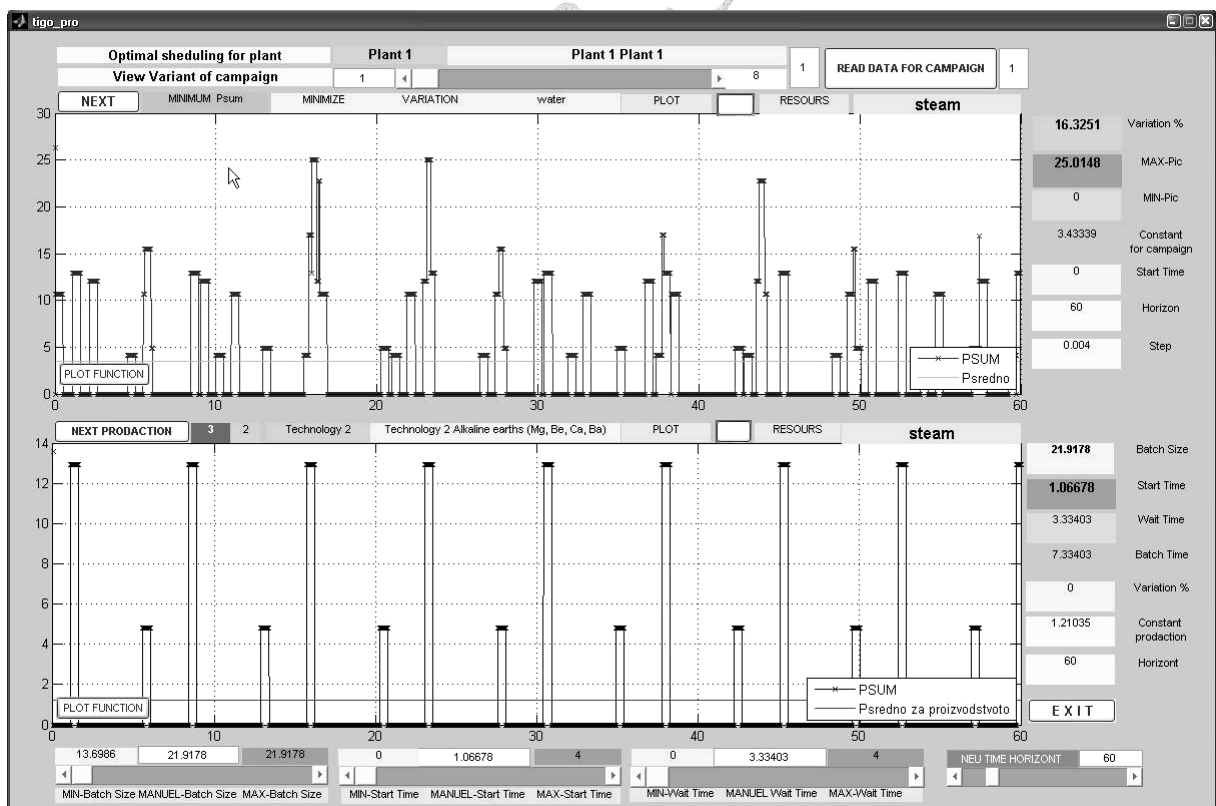 tigo_pro
Optimal sheduling for plant Plant 1 Plant 1 Plant 1 1 READ DATA FOR CAMPAIGN 1
View Variant of campaign 1 8
NEXT MINIMUM Psum MINIMIZE VARIATION water PLOT RESOURS steam
30
25
20
15
10
5
0
0 10 20 30 40 50 60
PLOT FUNCTION
PSUM
Psredno
16.3251 Variation %
25.0148 MAX-Pic
0 MIN-Pic
3.43339 Constant
for campaign
0 Start Time
60 Horizon
0.004 Step
NEXT PRODACTION 3 2 Technology 2 Technology 2 Alkaline earths (Mg, Be, Ca, Ba) PLOT RESOURS steam
14
12
10
8
6
4
2
0
0 10 20 30 40 50 60
PLOT FUNCTION
PSUM
Psredno za proizvodstvoto
21.9178 Batch Size
1.06678 Start Time
3.33403 Wait Time
7.33403 Batch Time
0 Variation %
1.21035 Constant
prodaction
60 Horizont
EXIT
13.6986 21.9178 21.9178 0 1.06678 4 0 3.33403 4 NEU TIME HORIZONT 60
MIN-Batch Size MANUEL-Batch Size MAX-Batch Size MIN-Start Time MANUEL-Start Time MAX-Start Time MIN-Wait Time MANUEL Wait Time MAX-Wait Time